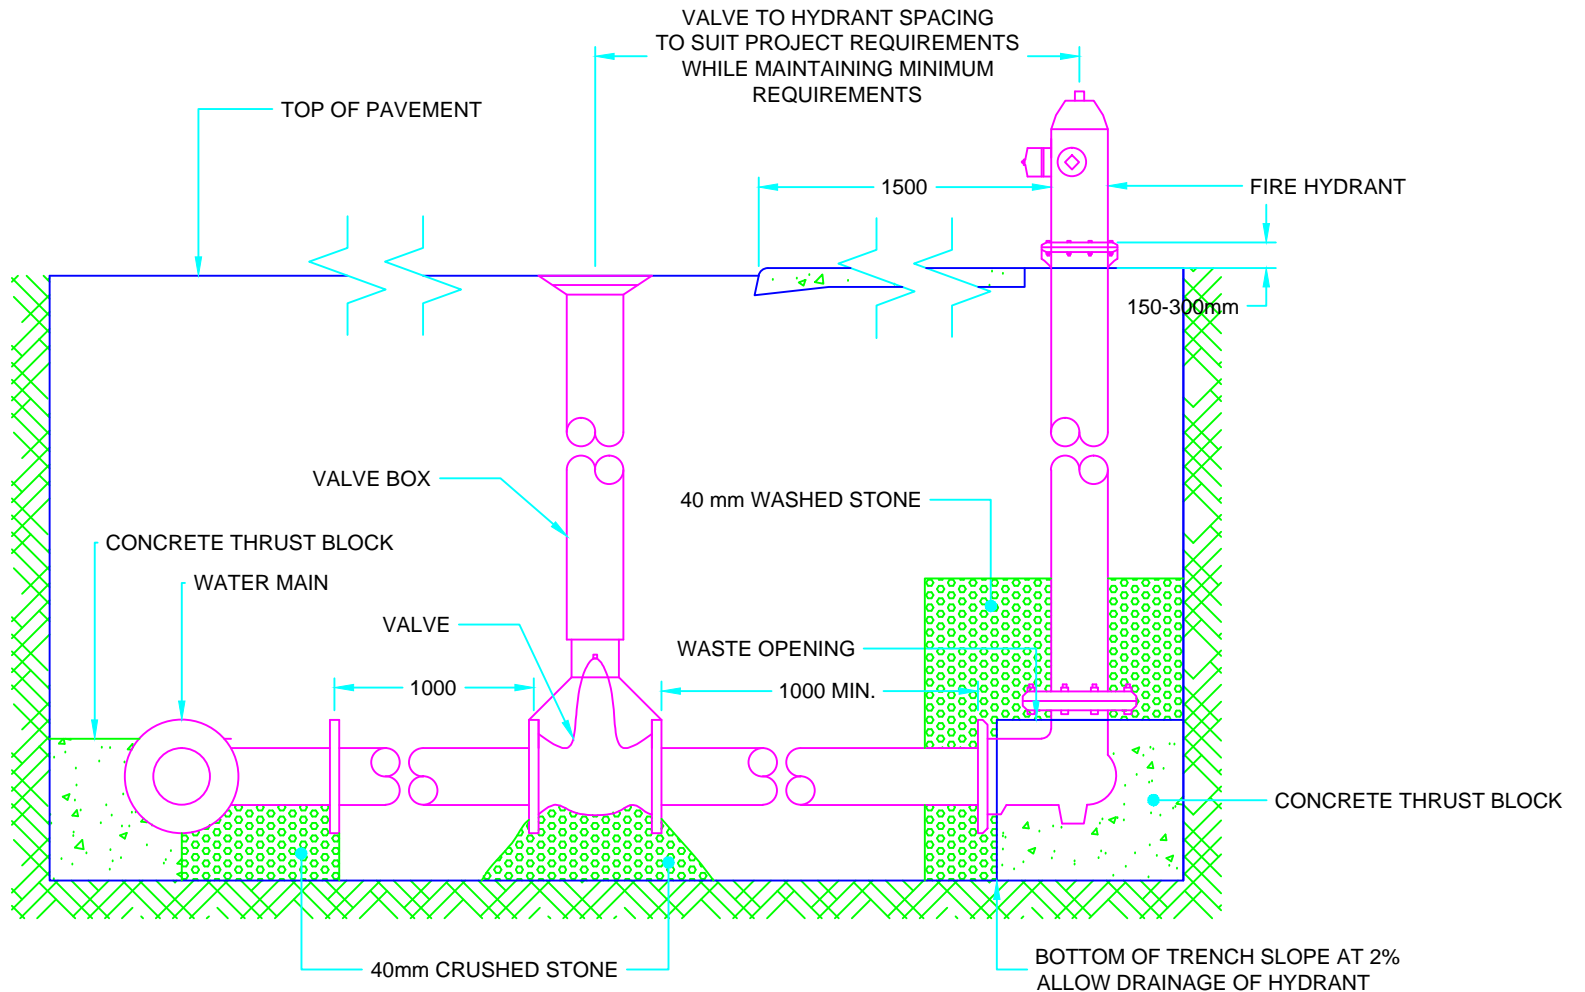 VALVE TO HYDRANT SPACING
TO SUIT PROJECT REQUIREMENTS
WHILE MAINTAINING MINIMUM
REQUIREMENTS
TOP OF PAVEMENT
1500
FIRE HYDRANT
150-300mm
VALVE BOX
40 mm WASHED STONE
CONCRETE THRUST BLOCK
WATER MAIN
VALVE
WASTE OPENING
1000
1000 MIN.
CONCRETE THRUST BLOCK
40mm CRUSHED STONE
BOTTOM OF TRENCH SLOPE AT 2%
ALLOW DRAINAGE OF HYDRANT